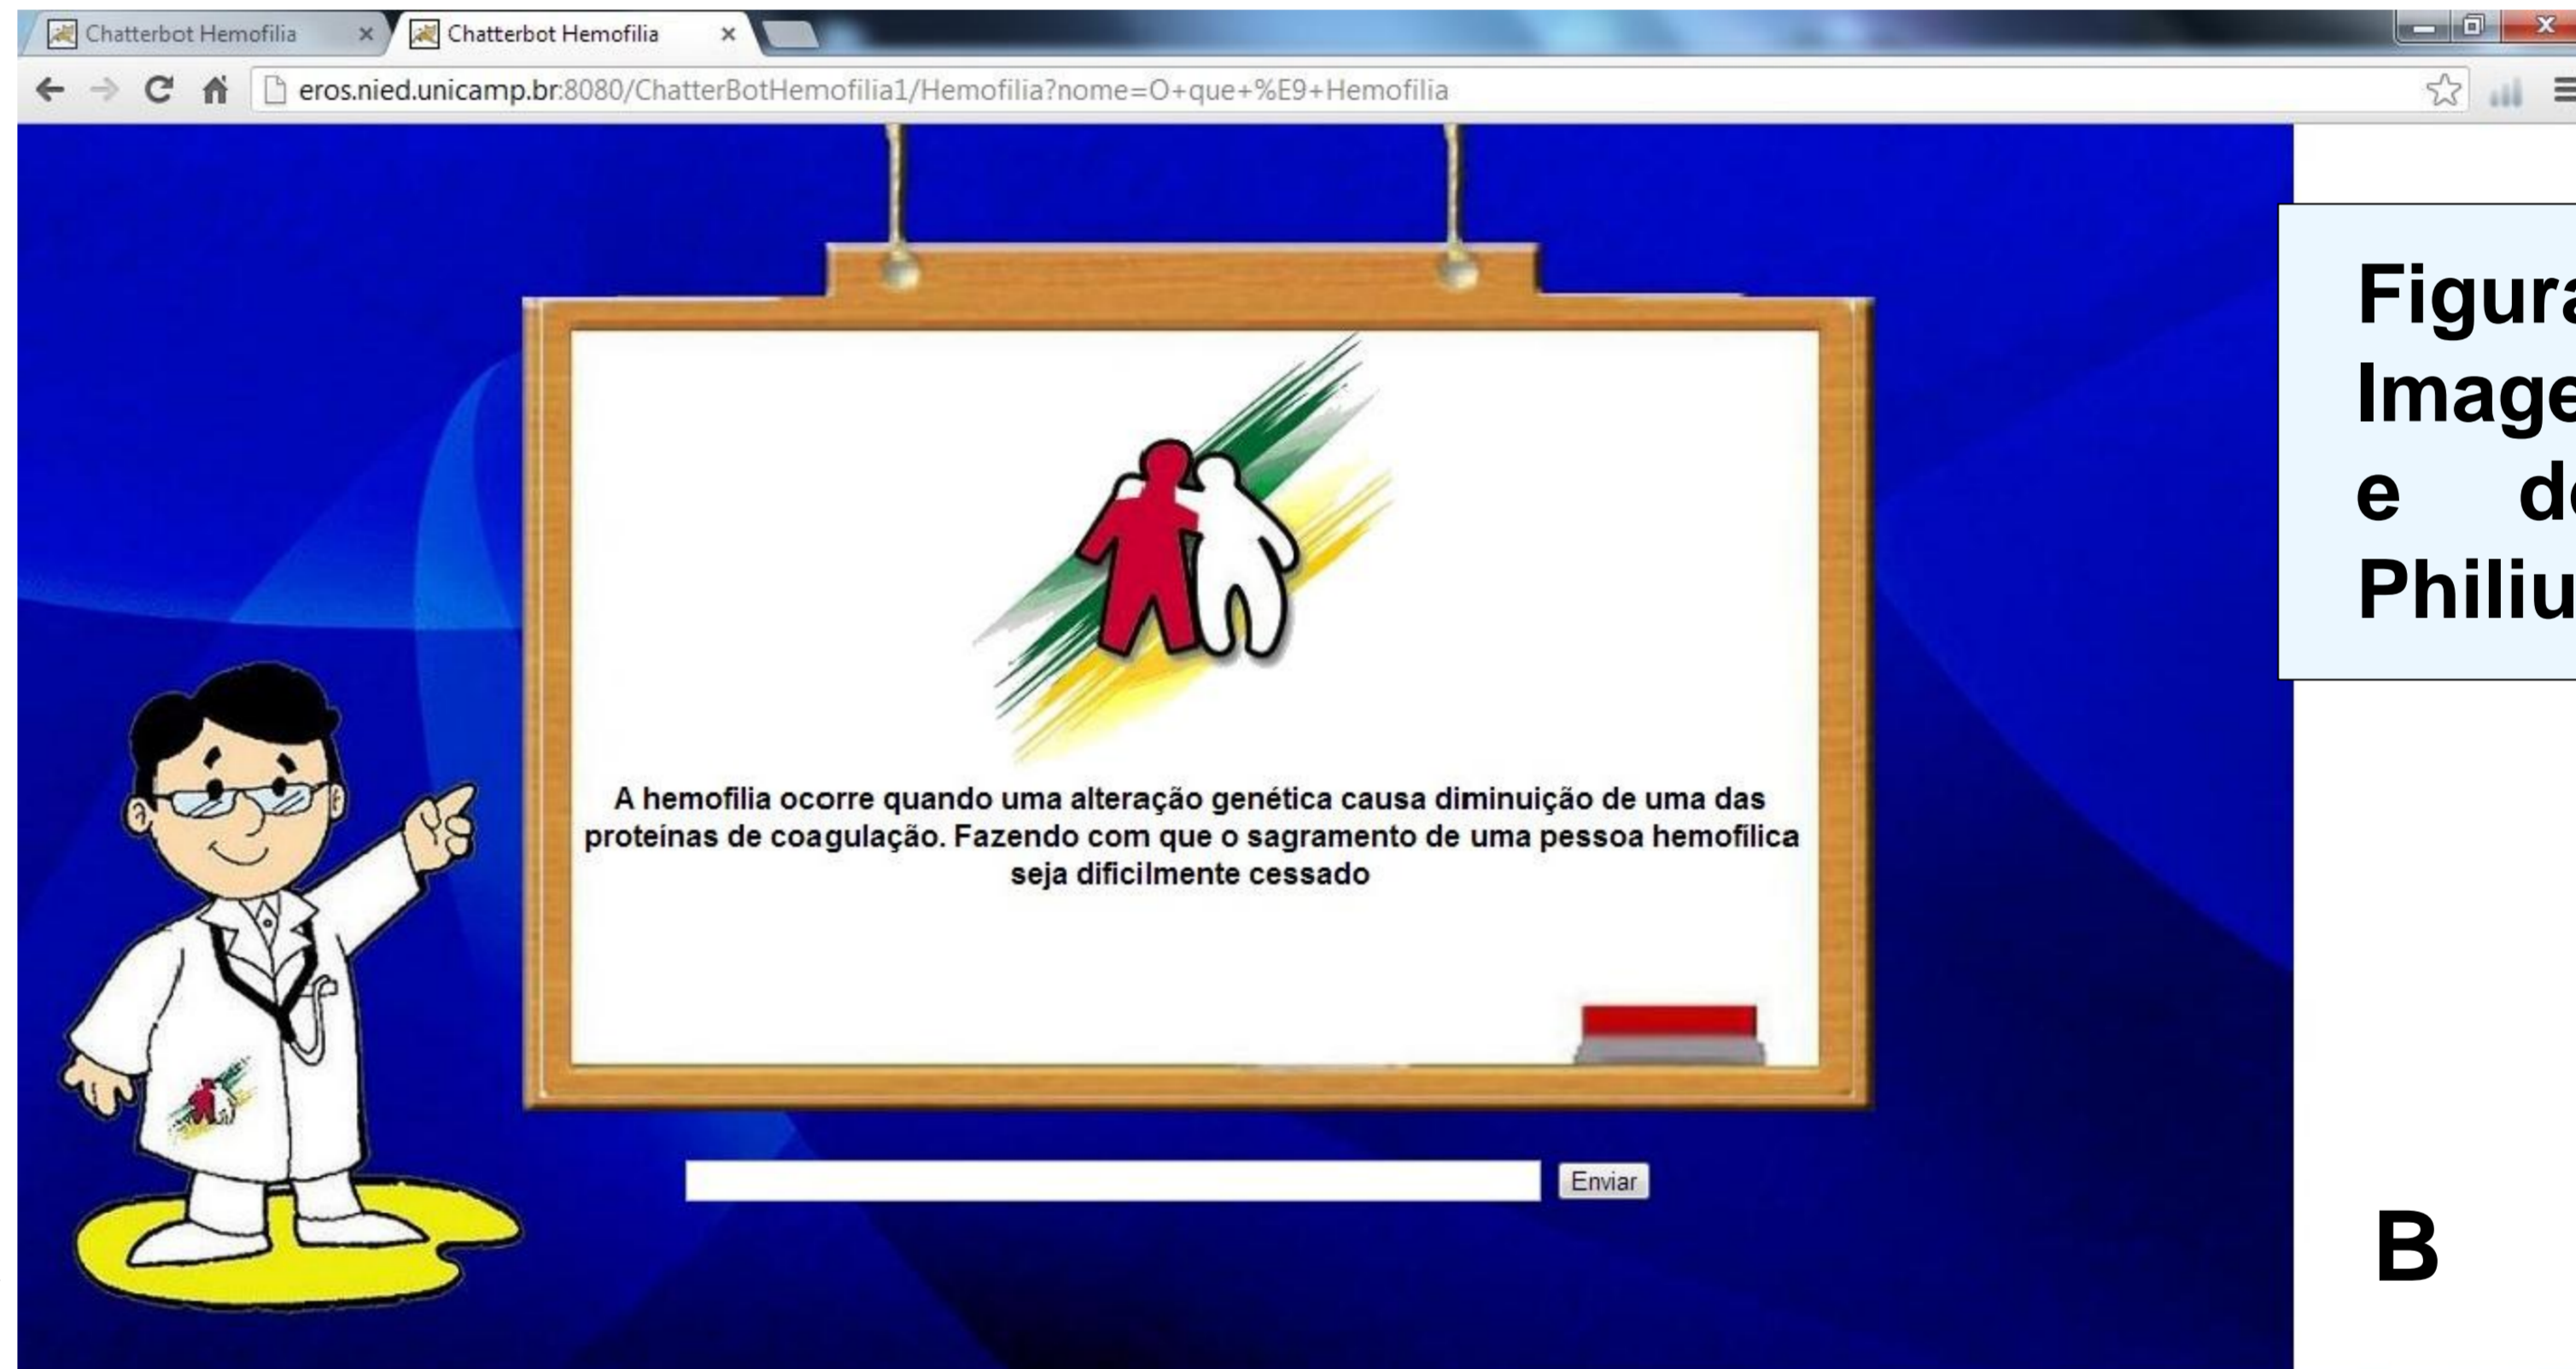 Chatterbot Hemofilia
Chatterbot Hemofilia
eros.nied.unicamp.br:8080/ChatterBotHemofilia1/Hemofilia?nome=O+que+%E9+Hemofilia
A hemofilia ocorre quando uma alteração genética causa diminuição de uma das
proteínas de coagulação. Fazendo com que o sagramento de uma pessoa hemofílica
seja dificilmente cessado
Enviar
e
B